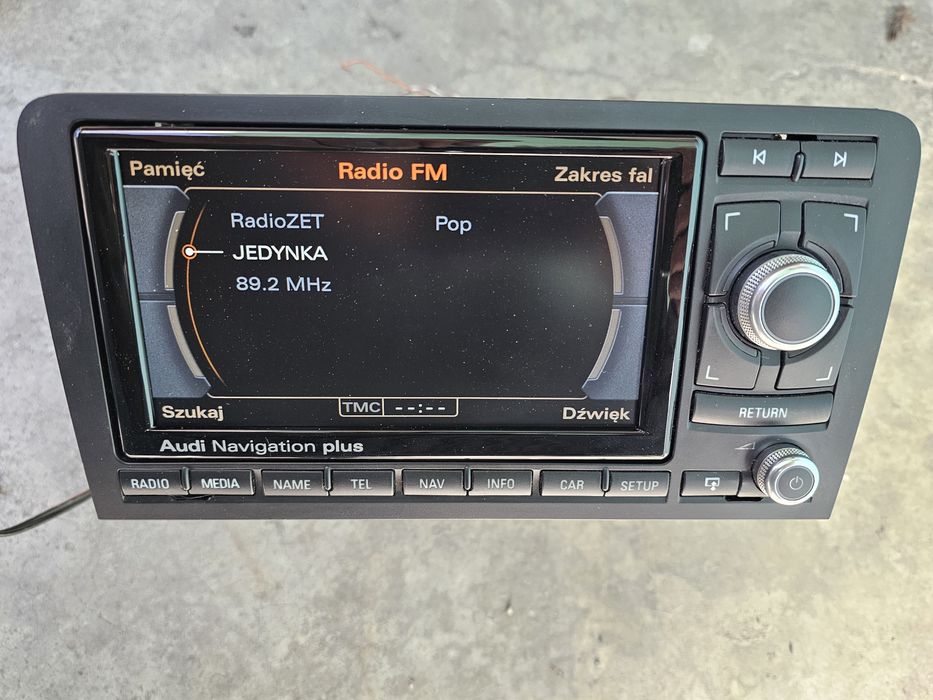 Pamięć Radio FM Zakres fal
RadioZET Pop
JEDYNKA
89.2 MHz
Szukaj TMC --:-- Dźwięk
Audi Navigation plus
RETURN
RADIO MEDIA NAME TEL NAV INFO CAR SETUP